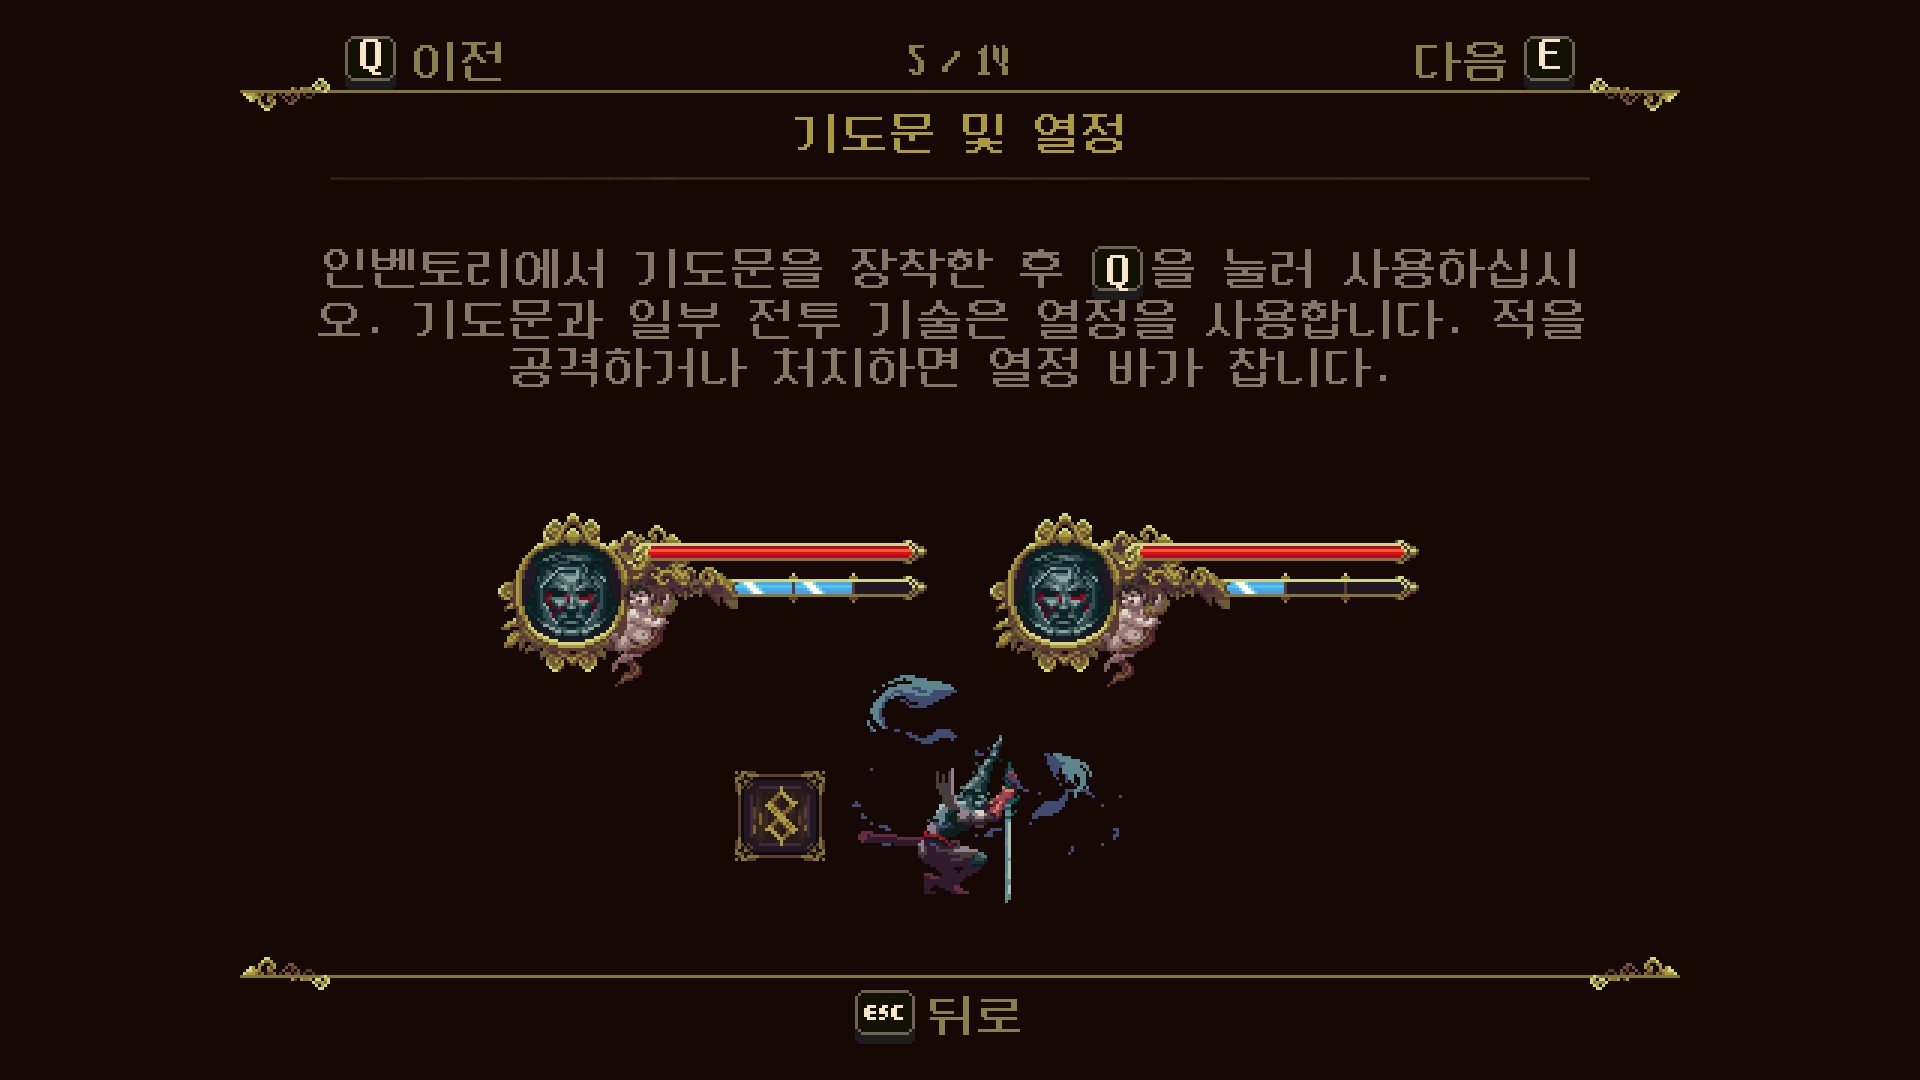 Q 이전 5 / 14 다음 E
기도문 및 열정
인벤토리에서 기도문을 장착한 후 Q을 눌러 사용하십시
오. 기도문과 일부 전투 기술은 열정을 사용합니다. 적을
공격하거나 처치하면 열정 바가 찹니다.
ESC 뒤로